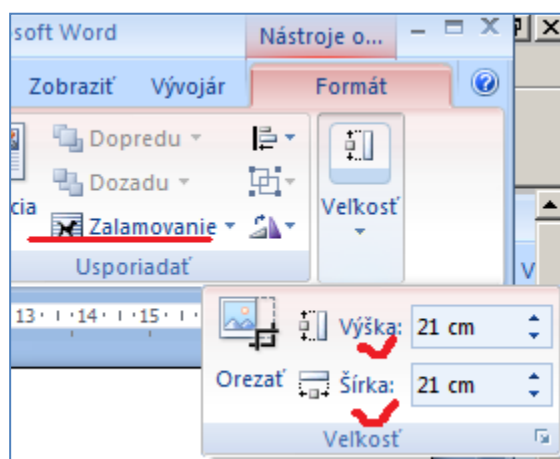 soft Word
Nástroje o...
Zobraziť Vývojár Formát
Dopredu
Dozadu
cia Zalamovanie
Veľkosť
Usporiadať
V
13 · 14 · 15
Výška: 21 cm
Orezať Šírka: 21 cm
Veľkosť